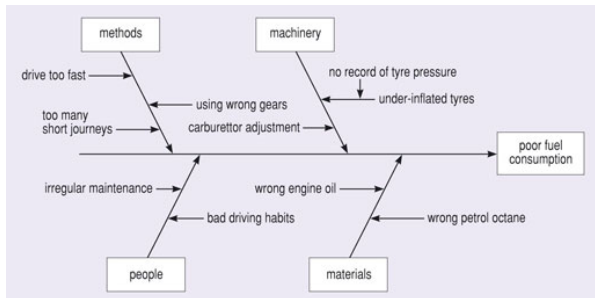 methods
machinery
drive too fast
no record of tyre pressure
using wrong gears
under-inflated tyres
too many
short journeys
carburettor adjustment
poor fuel
consumption
irregular maintenance
wrong engine oil
bad driving habits
wrong petrol octane
people
materials